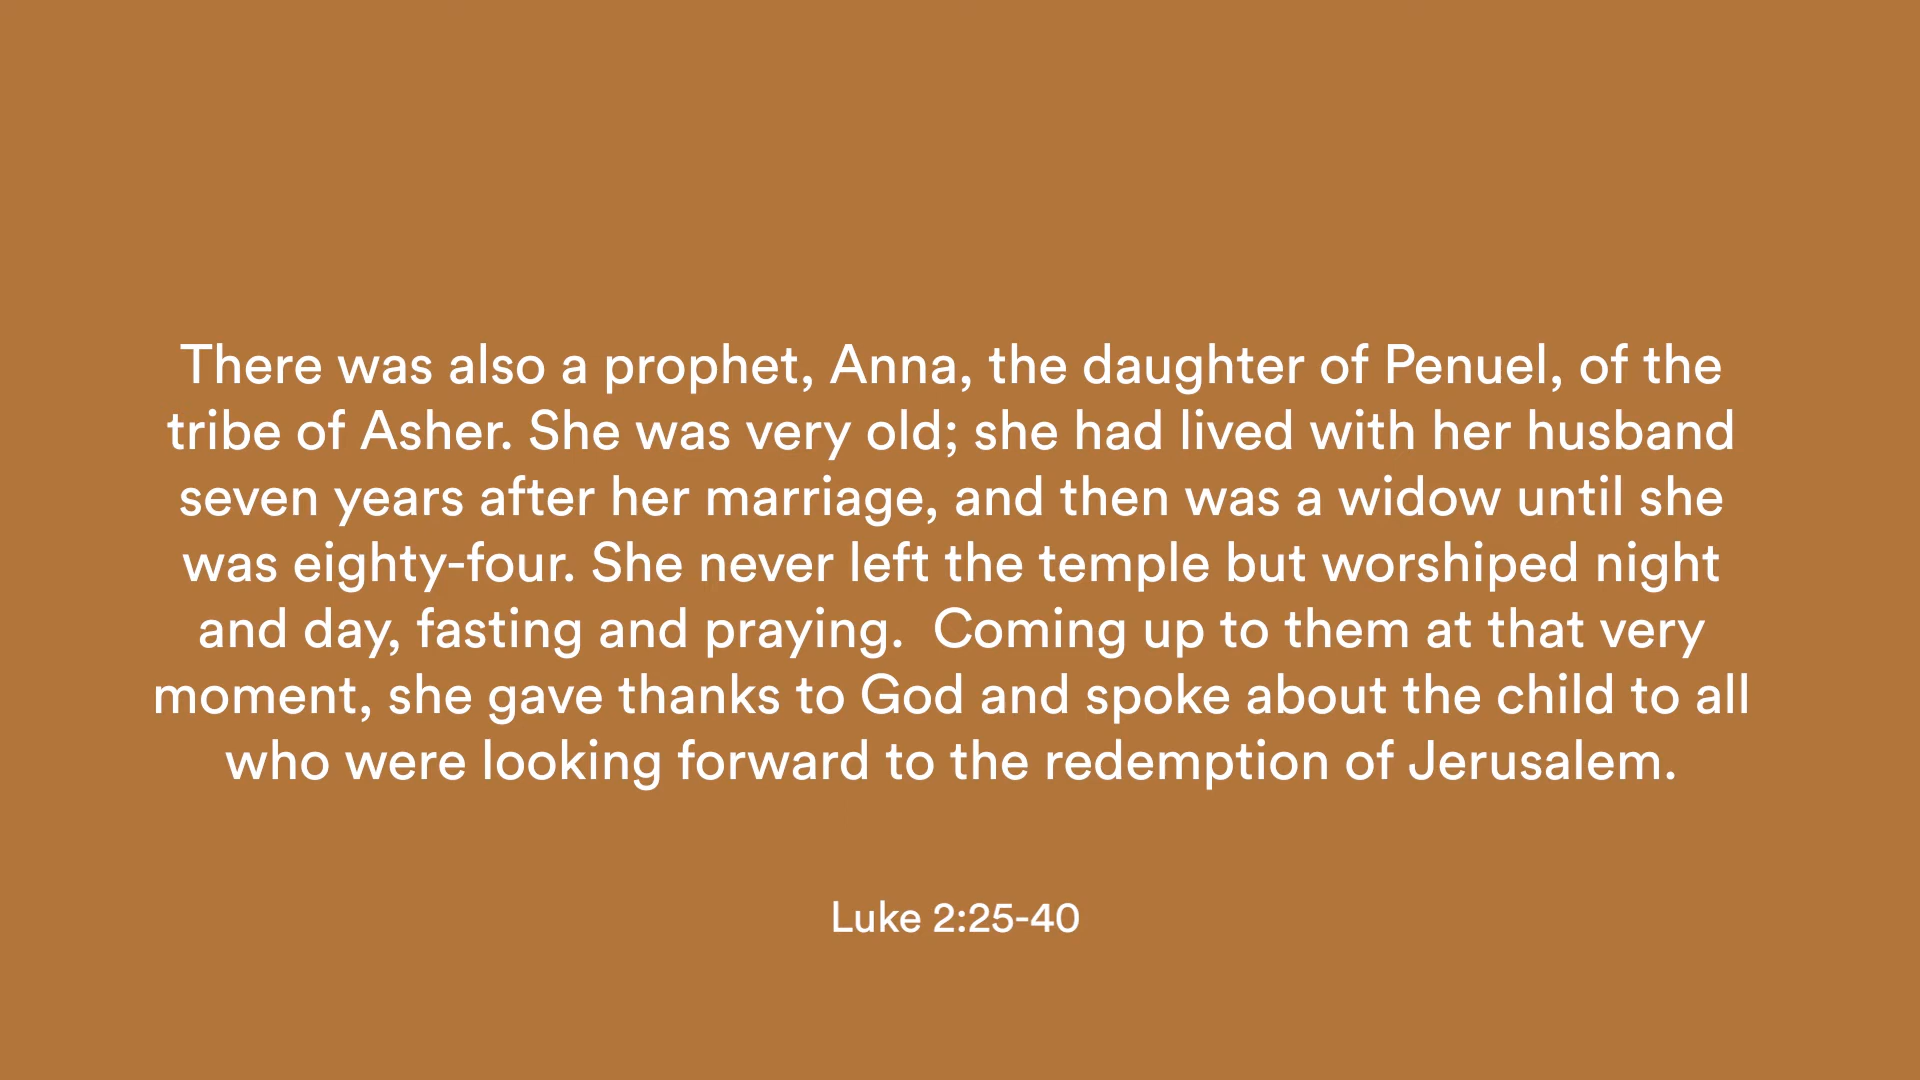 There was also a prophet, Anna, the daughter of Penuel, of the
tribe of Asher. She was very old; she had lived with her husband
seven years after her marriage, and then was a widow until she
was eighty-four. She never left the temple but worshiped night
and day, fasting and praying.  Coming up to them at that very
moment, she gave thanks to God and spoke about the child to all
who were looking forward to the redemption of Jerusalem.
Luke 2:25-40